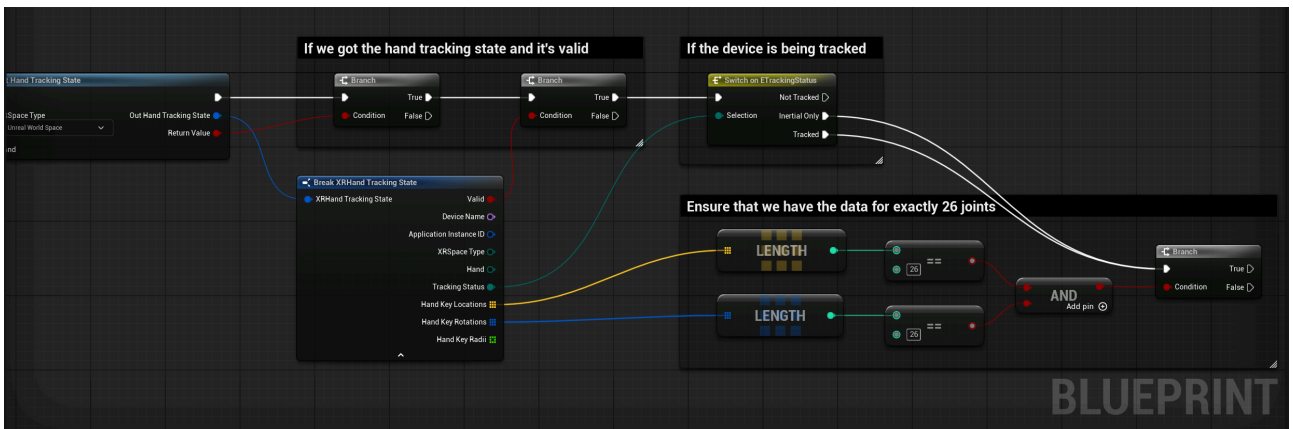 If we got the hand tracking state and it's valid
If the device is being tracked
Hand Tracking State
Branch
Branch
Switch on ETrackingStatus
True
True
Not Tracked
Space Type
Out Hand Tracking State
Condition
False
Condition
False
Selection
Inertial Only
Unreal World Space
Return Value
Tracked
Break XRHand Tracking State
XRHand Tracking State
Valid
Device Name
Application Instance ID
XRSpace Type
Hand
Tracking Status
Hand Key Locations
Hand Key Rotations
Hand Key Radii
Ensure that we have the data for exactly 26 joints
LENGTH
==
26
LENGTH
==
26
AND
Add pin
Branch
True
Condition
False
BLUEPRINT